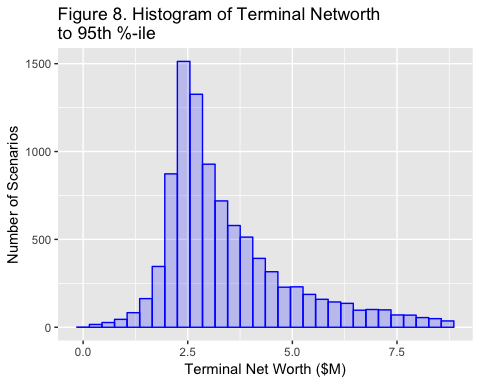 Figure 8. Histogram of Terminal Networth
to 95th %-ile
1500
1000
500
0
Number of Scenarios
0.0
2.5
5.0
7.5
Terminal Net Worth ($M)